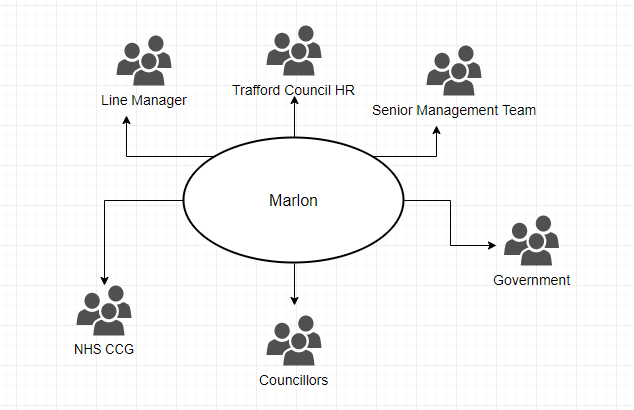 Line Manager
Trafford Council HR
Senior Management Team
Marlon
Government
NHS CCG
Councillors